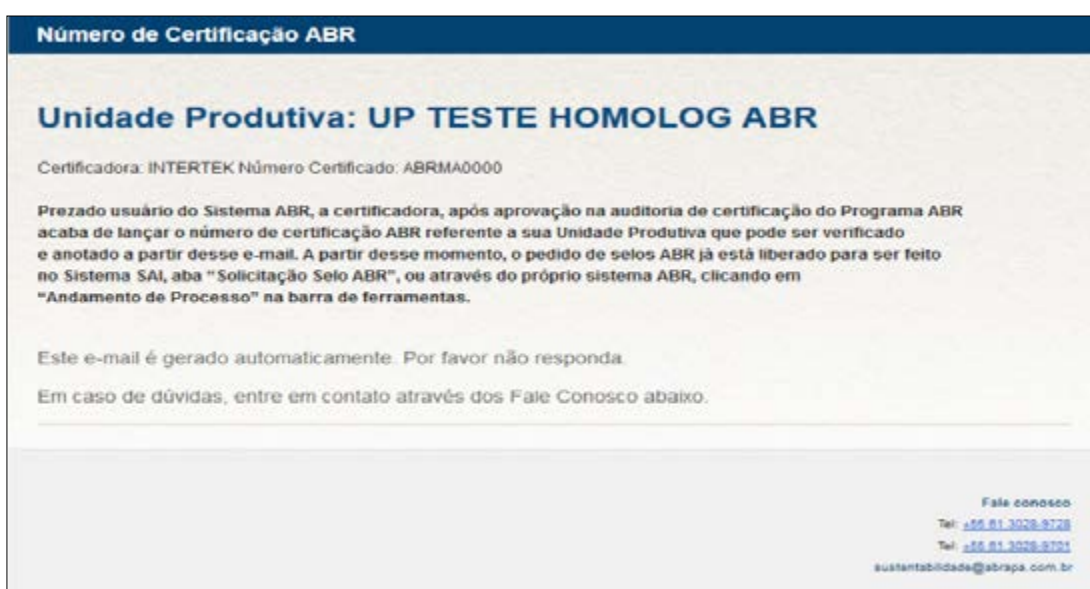 Número de Certificação ABR
Unidade Produtiva: UP TESTE HOMOLOG ABR
Certificadora: INTERTEK Número Certificado: ABRMA0000
Prezado usuário do Sistema ABR, a certificadora, após aprovação na auditoria de certificação do Programa ABR
acaba de lançar o número de certificação ABR referente a sua Unidade Produtiva que pode ser verificado
e anotado a partir desse e-mail. A partir desse momento, o pedido de selos ABR já está liberado para ser feito
no Sistema SAI, aba “Solicitação Selo ABR”, ou através do próprio sistema ABR, clicando em
“Andamento de Processo” na barra de ferramentas.
Este e-mail é gerado automaticamente. Por favor não responda.
Em caso de dúvidas, entre em contato através dos Fale Conosco abaixo.
Fale conosco
Tel: +55 61 3028-9728
Tel: +55 61 3028-9701
sustentabilidade@abrapa.com.br